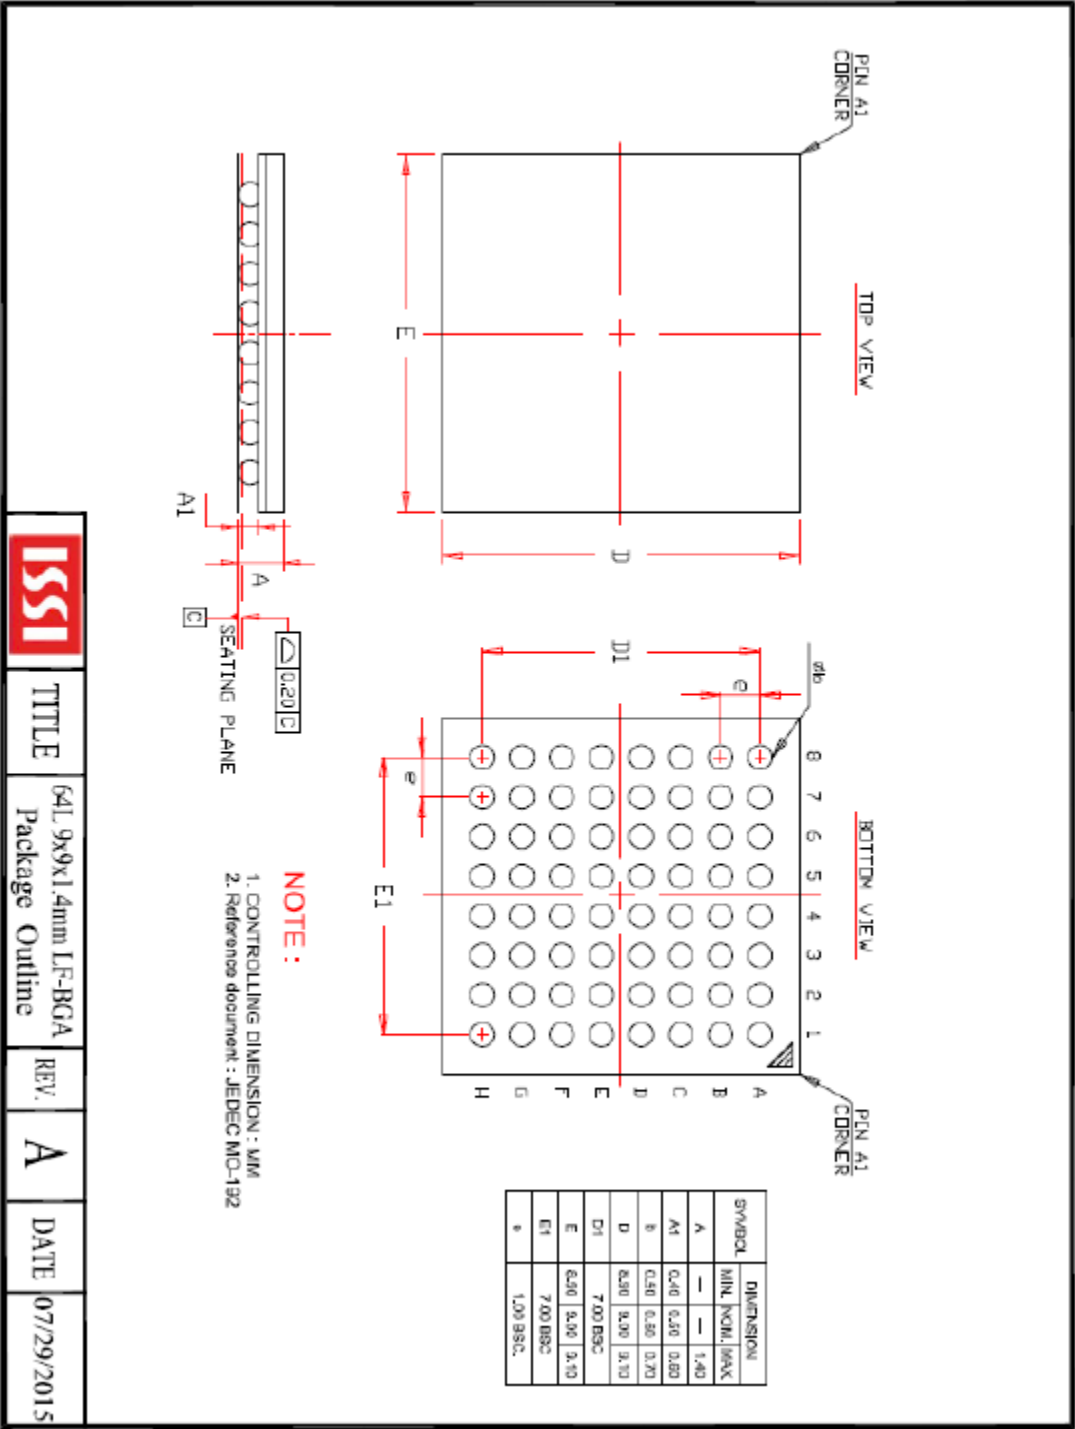 PIN A1
CORNER
TOP VIEW
E
D
A1
A
C
0.20 C
SEATING PLANE
BOTTOM VIEW
PIN A1
CORNER
D1
e
øb
8 7 6 5 4 3 2 1
A
B
C
D
E
F
G
H
e
E1
NOTE :
1. CONTROLLING DIMENSION : MM
2. Reference document : JEDEC MO-192
SYMBOL DIMENSION
MIN. NOM. MAX
A — — 1.40
A1 0.40 0.50 0.60
b 0.50 0.60 0.70
D 8.90 9.00 9.10
D1 7.00 BSC
E 8.90 9.00 9.10
E1 7.00 BSC
e 1.00 BSC.
ISSI
TITLE
64L 9x9x1.4mm LF-BGA
Package Outline
REV.
A
DATE
07/29/2015